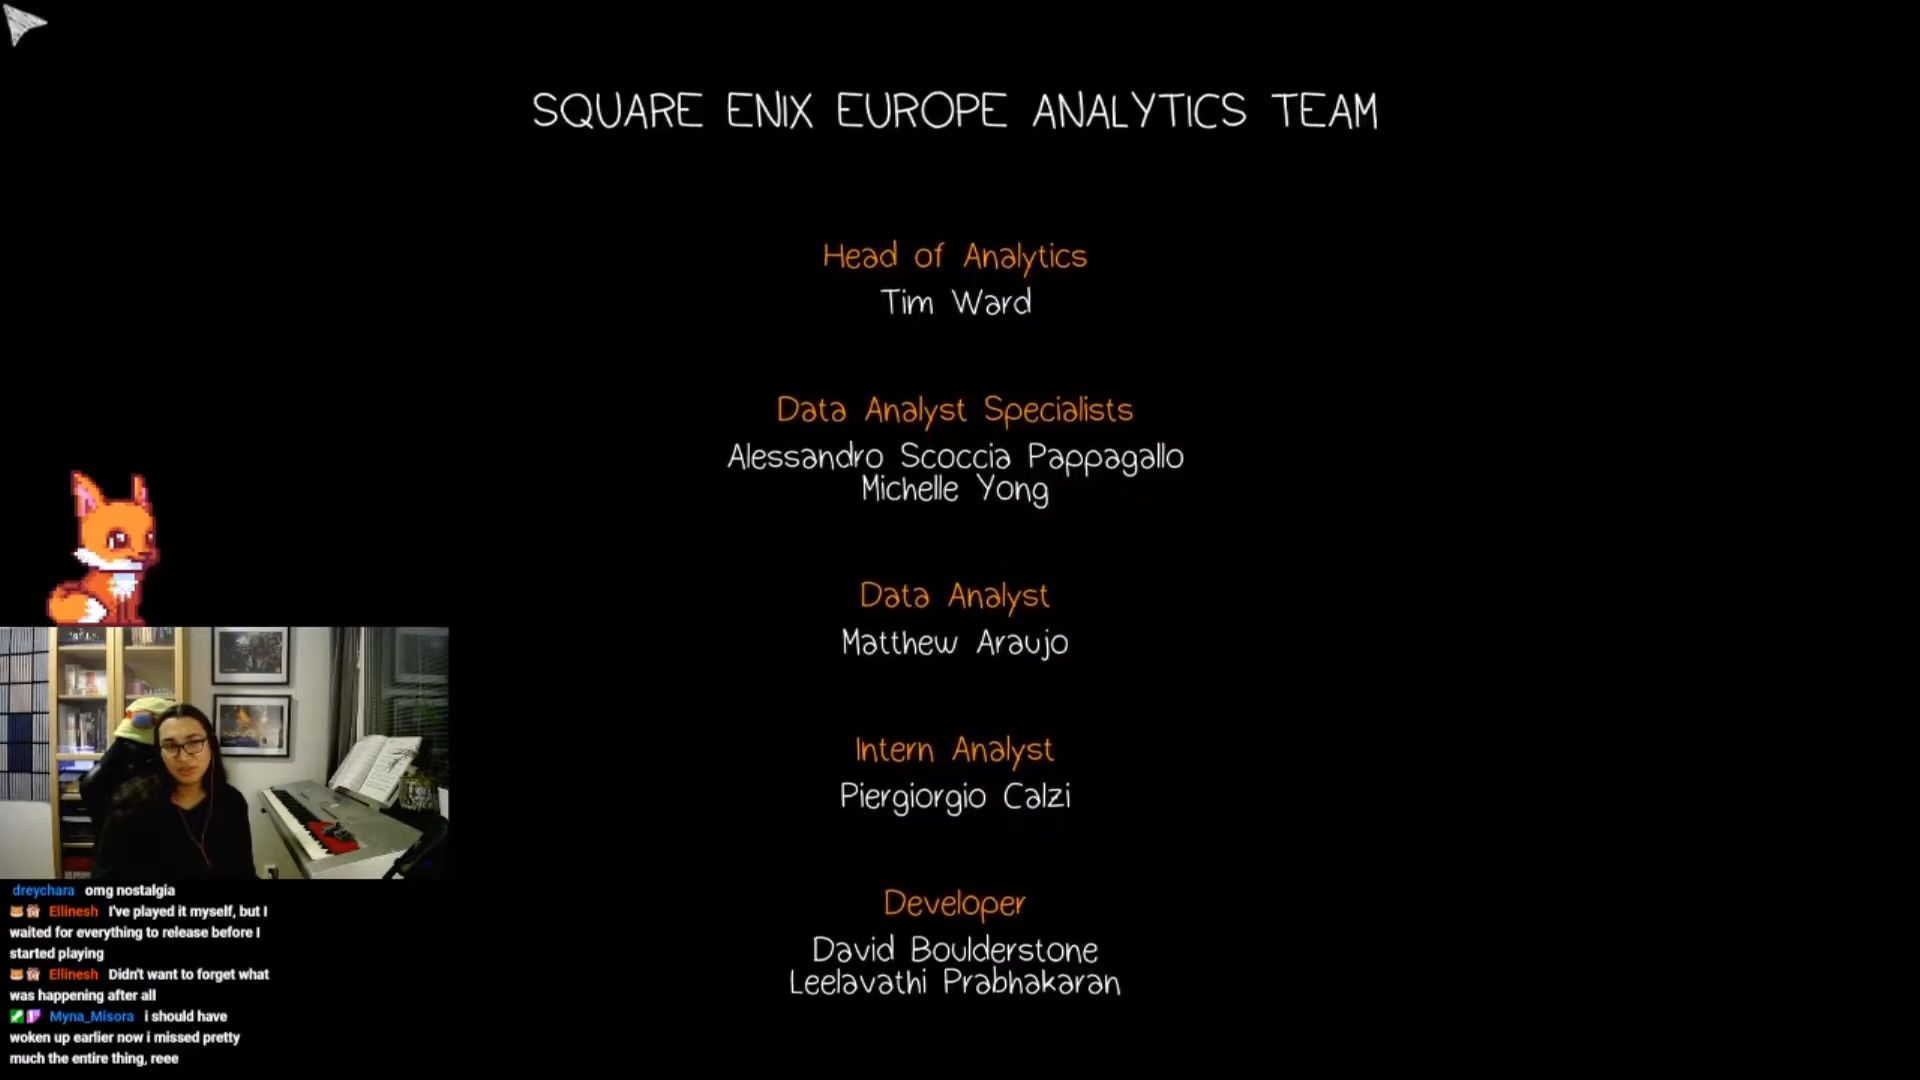 SQUARE ENIX EUROPE ANALYTICS TEAM
Head of Analytics
Tim Ward
Data Analyst Specialists
Alessandro Scoccia Pappagallo
Michelle Yong
Data Analyst
Matthew Araujo
Intern Analyst
Piergiorgio Calzi
Developer
David Boulderstone
Leelavathi Prabhakaran
dreychara omg nostalgia
Ellinesh I've played it myself, but I
waited for everything to release before I
started playing
Ellinesh Didn't want to forget what
was happening after all
Myna_Misora i should have
woken up earlier now i missed pretty
much the entire thing, reee